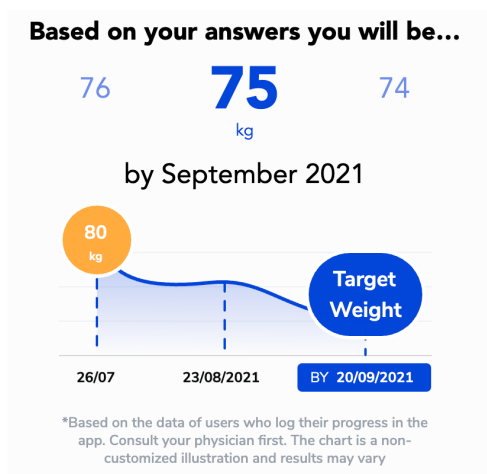 Based on your answers you will be...
76 75 74
kg
by September 2021
80
kg
Target
Weight
26/07 23/08/2021 BY 20/09/2021
*Based on the data of users who log their progress in the
app. Consult your physician first. The chart is a non-
customized illustration and results may vary